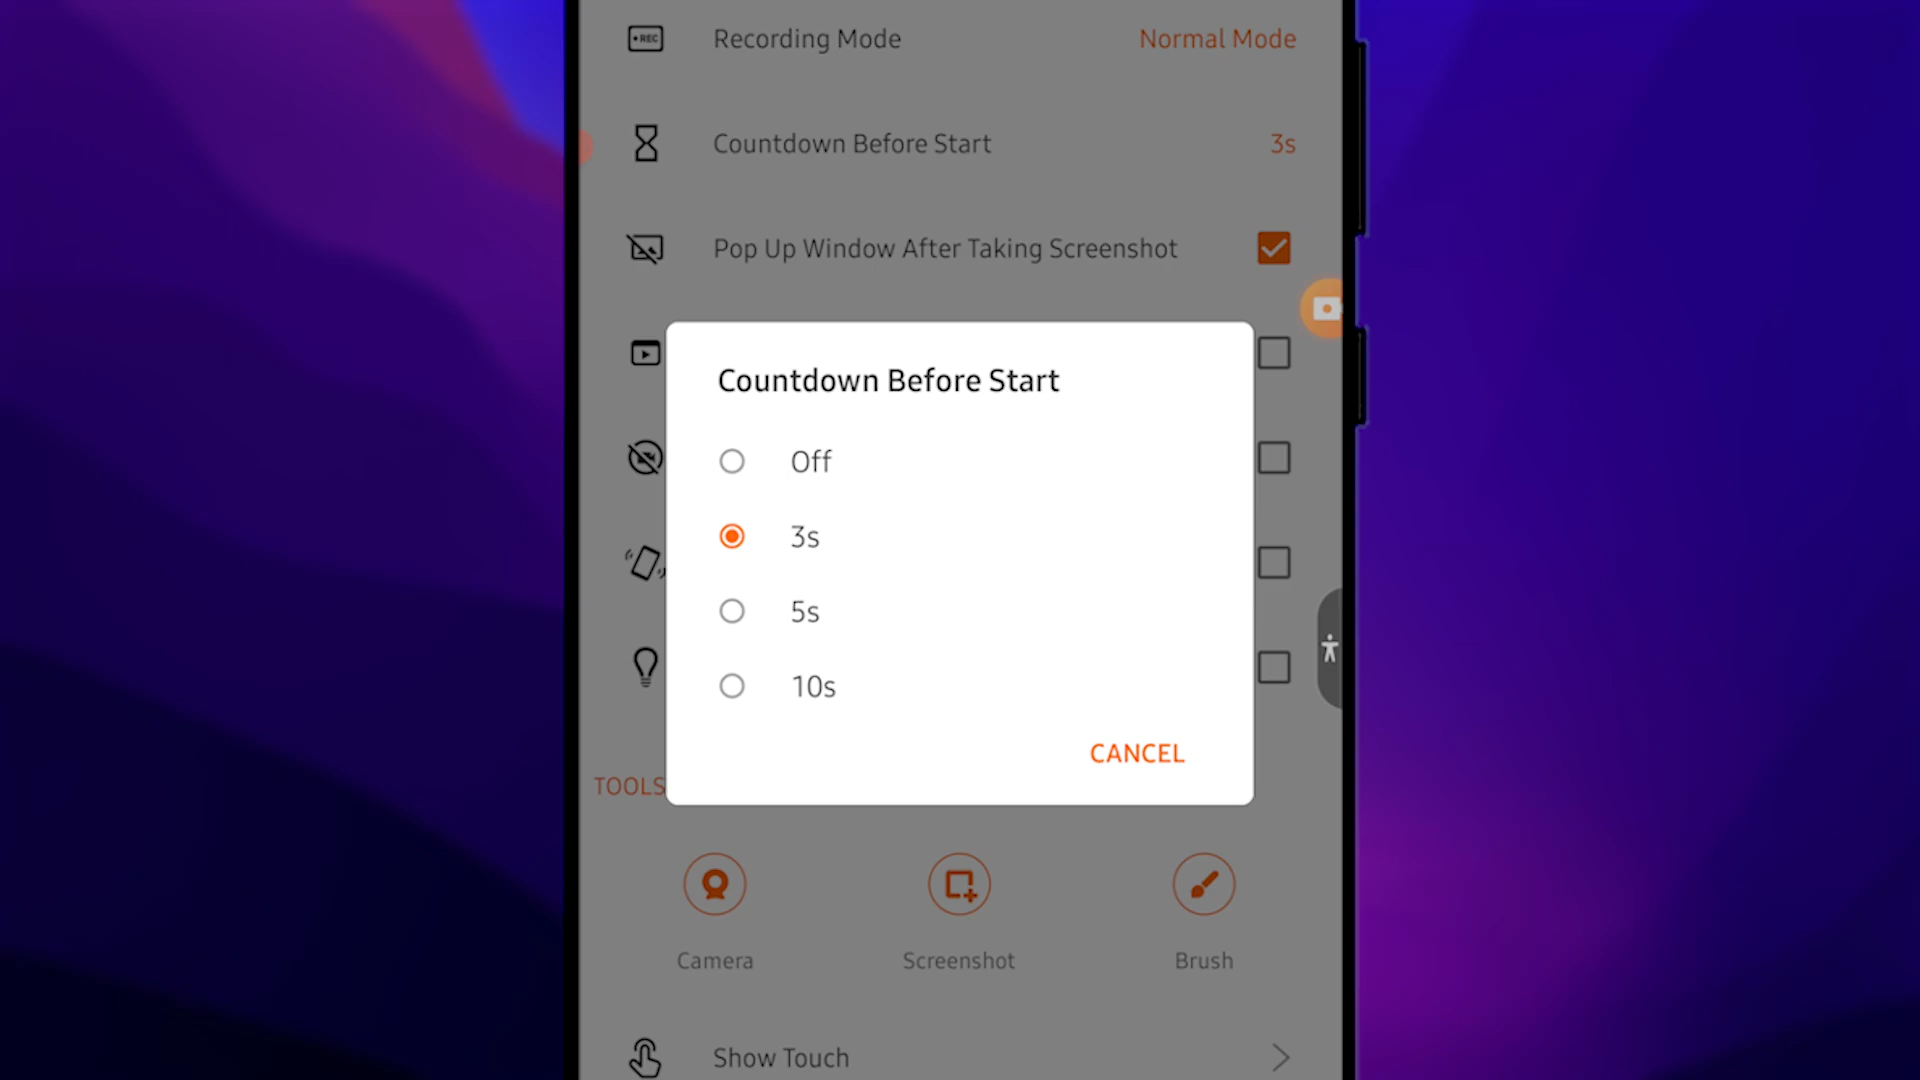 REC
Recording Mode
Normal Mode
Countdown Before Start
3s
Pop Up Window After Taking Screenshot
Countdown Before Start
Off
3s
5s
10s
CANCEL
TOOLS
Camera
Screenshot
Brush
Show Touch